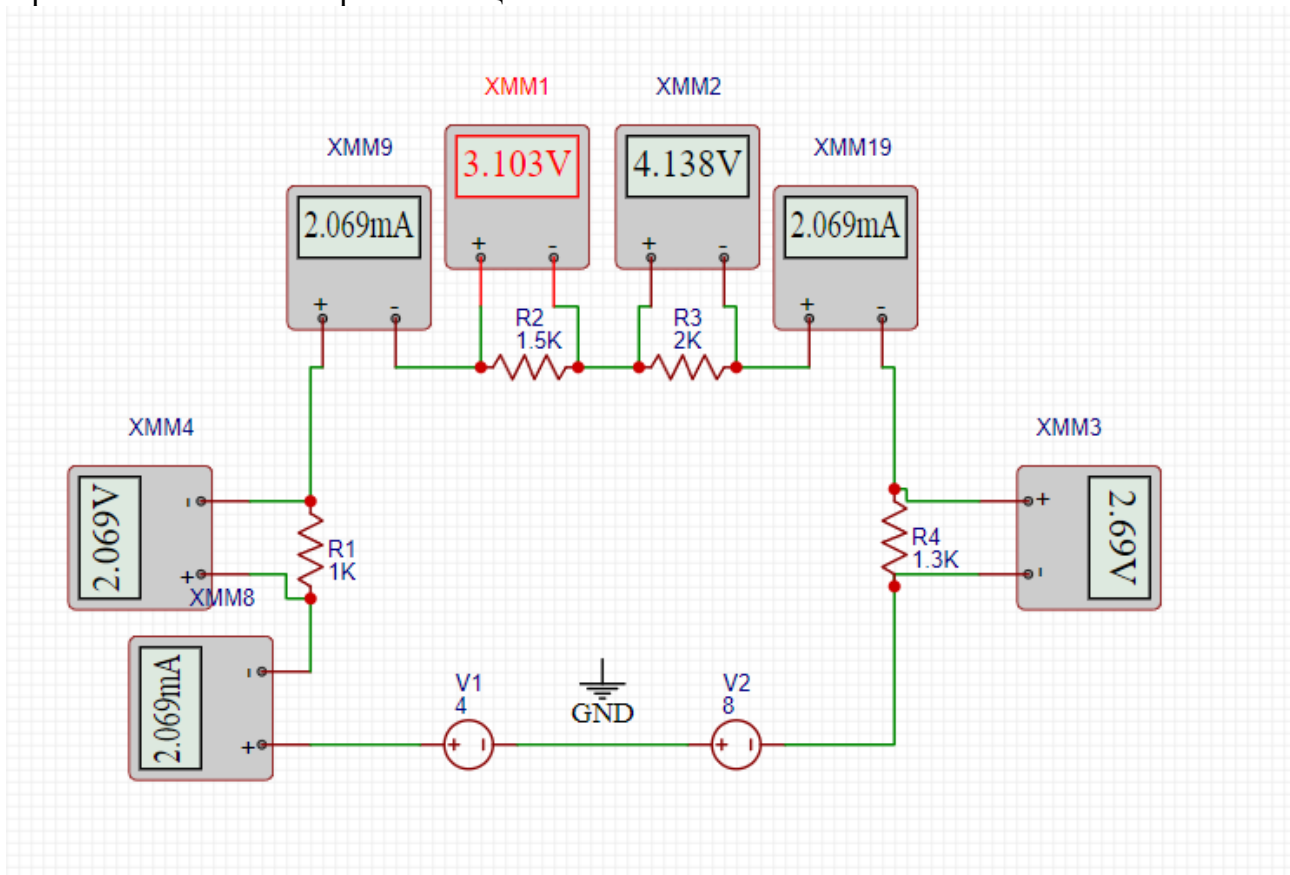 XMM1
XMM2
XMM9
XMM19
3.103V
4.138V
2.069mA
2.069mA
+ -
+ -
+ -
+ -
R2
1.5K
R3
2K
XMM4
XMM3
2.069V
- +
R1
1K
R4
1.3K
2.69V
+ -
XMM8
2.069mA
- +
V1
4
+ -
GND
V2
8
+ -